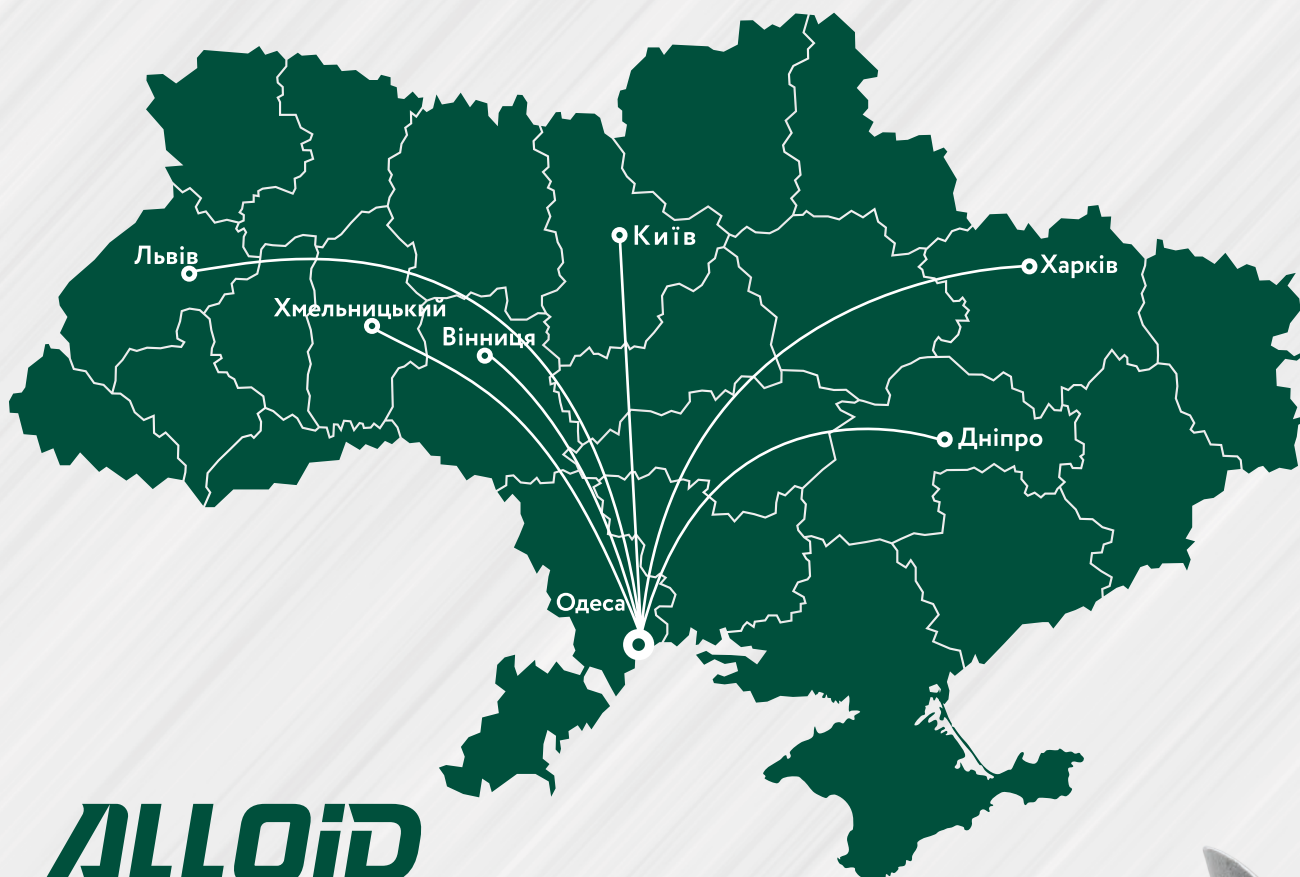 Київ
Львів
Харків
Хмельницький
Вінниця
Дніпро
Одеса
ALLOiD